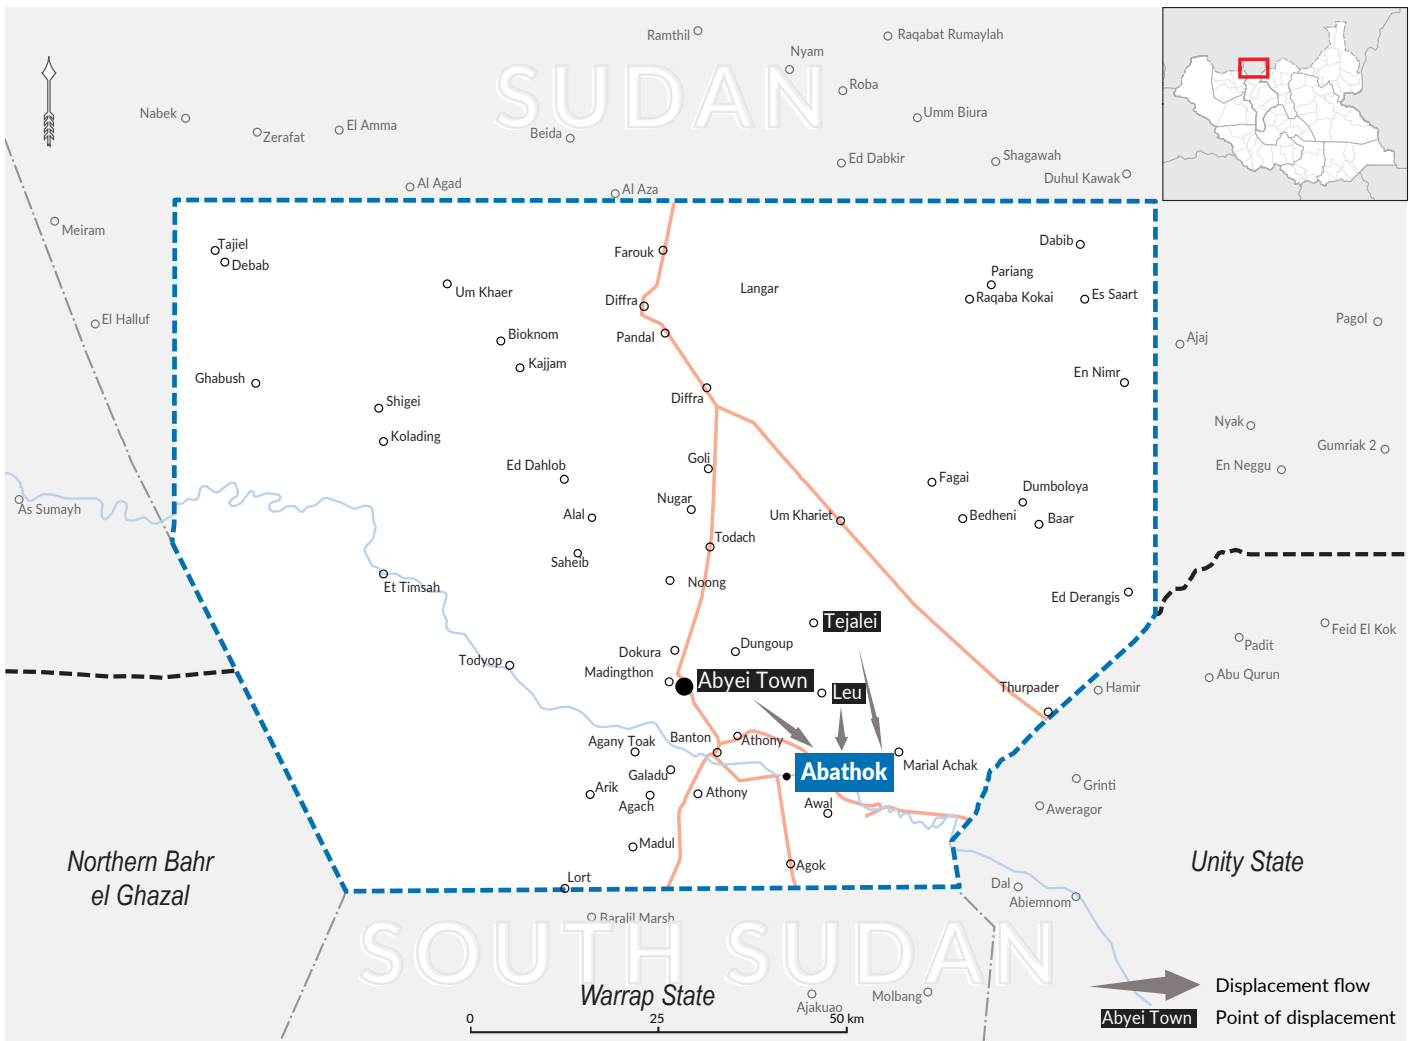 SUDAN
Ramthil
Raqabat Rumaylah
Nyam
Roba
Nabek
Zerafat
El Amma
Beida
Umm Biura
Ed Dabkir
Shagawah
Duhul Kawak
Al Agad
Al Aza
Meiram
Tajiel
Debab
Farouk
Dabib
Um Khaer
Langar
Pariang
Raqaba Kokai
Es Saart
Diffra
El Halluf
Bioknom
Pandal
Ajaj
Pagol
Kajjam
Ghabush
En Nimr
Shigei
Diffra
Kolading
Nyak
Gumriak 2
Goli
Ed Dahlob
En Neggu
Fagai
Nugar
Dumboloya
As Sumayh
Alal
Um Khariet
Bedheni
Baar
Todach
Saheib
Noong
Et Timsah
Ed Derangis
Tejalei
Feid El Kok
Dungoup
Padit
Dokura
Todyop
Madingthon
Abyei Town
Leu
Abu Qurun
Thurpader
Hamir
Agany Toak
Banton
Athony
Marial Achak
Galadu
Abathok
Grinti
Arik
Agach
Athony
Awal
Aweragor
Madul
Northern Bahr
el Ghazal
Unity State
Agok
Lort
Dal
Abiemnom
Baralil Marsh
SOUTH SUDAN
Warrap State
Ajakuao
Molbang
Displacement flow
0
25
50 km
Abyei Town
Point of displacement